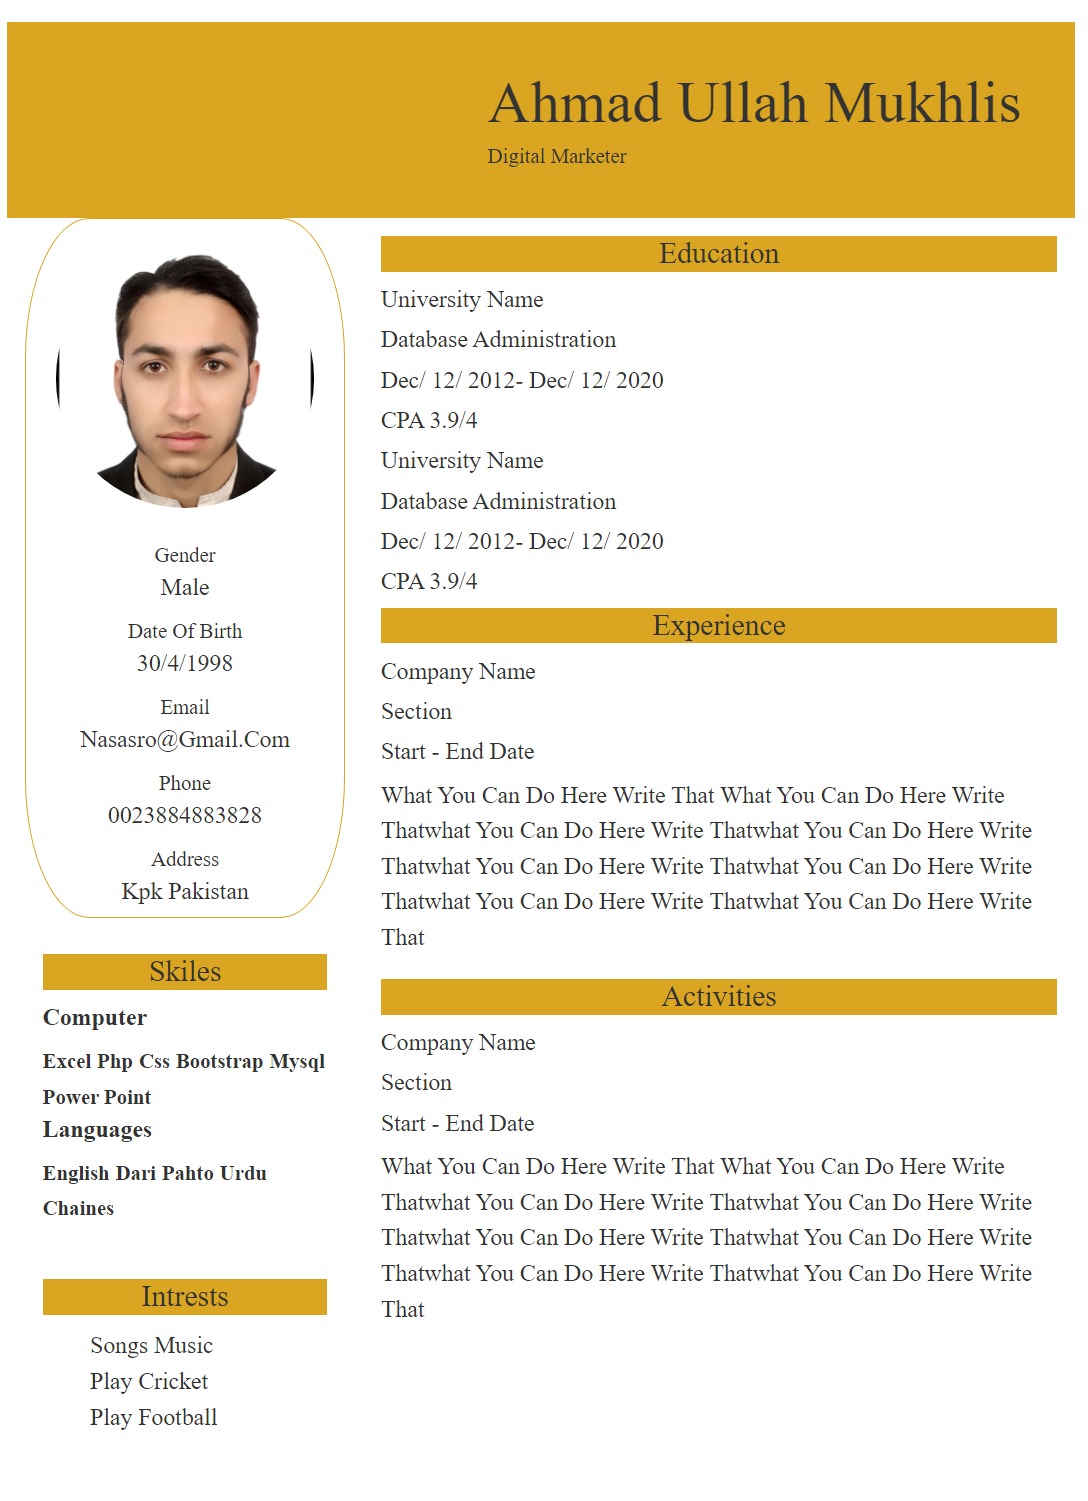 Ahmad Ullah Mukhlis
Digital Marketer
Gender
Male
Date Of Birth
30/4/1998
Email
Nasasro@Gmail.Com
Phone
0023884883828
Address
Kpk Pakistan
Skiles
Computer
Excel Php Css Bootstrap Mysql
Power Point
Languages
English Dari Pahto Urdu
Chaines
Intrests
Songs Music
Play Cricket
Play Football
Education
University Name
Database Administration
Dec/ 12/ 2012- Dec/ 12/ 2020
CPA 3.9/4
University Name
Database Administration
Dec/ 12/ 2012- Dec/ 12/ 2020
CPA 3.9/4
Experience
Company Name
Section
Start - End Date
What You Can Do Here Write That What You Can Do Here Write
Thatwhat You Can Do Here Write Thatwhat You Can Do Here Write
Thatwhat You Can Do Here Write Thatwhat You Can Do Here Write
Thatwhat You Can Do Here Write Thatwhat You Can Do Here Write
That
Activities
Company Name
Section
Start - End Date
What You Can Do Here Write That What You Can Do Here Write
Thatwhat You Can Do Here Write Thatwhat You Can Do Here Write
Thatwhat You Can Do Here Write Thatwhat You Can Do Here Write
Thatwhat You Can Do Here Write Thatwhat You Can Do Here Write
That